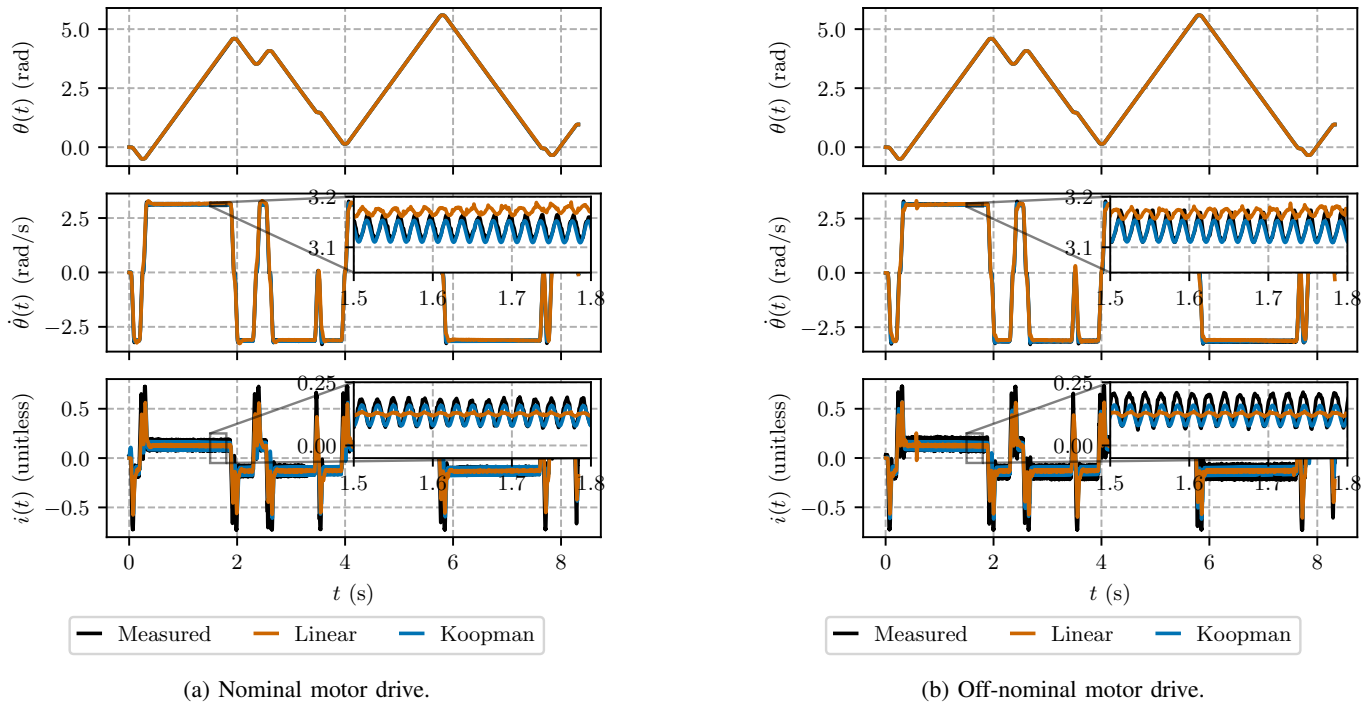 5.0
2.5
0.0
θ(t) (rad)
5.0
2.5
0.0
θ(t) (rad)
2.5
0.0
−2.5
θ̇(t) (rad/s)
3.2
3.1
1.5 1.6 1.7 1.8
2.5
0.0
−2.5
θ̇(t) (rad/s)
3.2
3.1
1.5 1.6 1.7 1.8
0.5
0.0
−0.5
i(t) (unitless)
0.25
0.00
1.5 1.6 1.7 1.8
0 2 4 6 8
t (s)
0.5
0.0
−0.5
i(t) (unitless)
0.25
0.00
1.5 1.6 1.7 1.8
0 2 4 6 8
t (s)
Measured Linear Koopman
Measured Linear Koopman
(a) Nominal motor drive.
(b) Off-nominal motor drive.